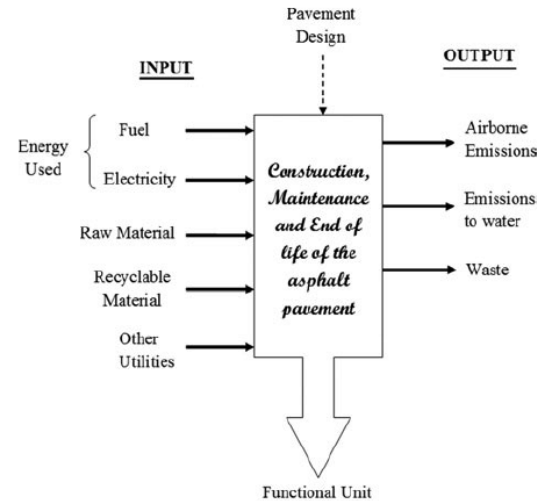 Pavement
Design
INPUT
OUTPUT
Energy
Used
Fuel
Electricity
Raw Material
Recyclable
Material
Other
Utilities
Construction,
Maintenance
and End of
life of the
asphalt
pavement
Airborne
Emissions
Emissions
to water
Waste
Functional Unit